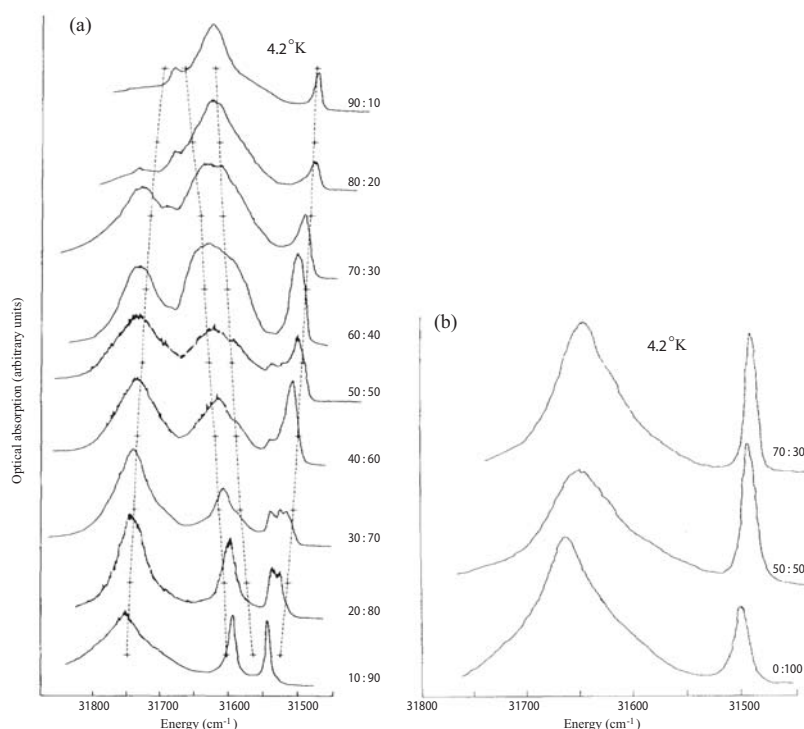 (a)
4.2°K
90:10
80:20
70:30
60:40
50:50
40:60
30:70
20:80
10:90
Optical absorption (arbitrary units)
31800 31700 31600 31500
Energy (cm-1)
(b)
4.2°K
70:30
50:50
0:100
31800 31700 31600 31500
Energy (cm-1)